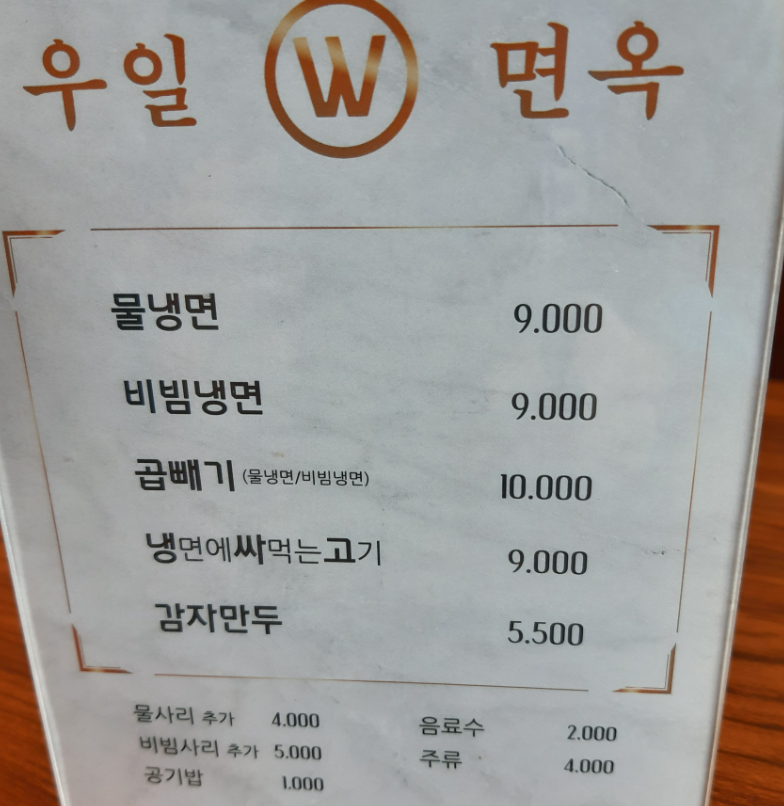 우일 W 면옥
물냉면 9.000
비빔냉면 9.000
곱빼기 (물냉면/비빔냉면) 10.000
냉면에싸먹는고기 9.000
감자만두 5.500
물사리 추가 4.000 음료수 2.000
비빔사리 추가 5.000 주류 4.000
공기밥 1.000